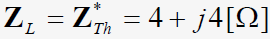 𝐙_L = 𝐙*_Th = 4 + j4[Ω]